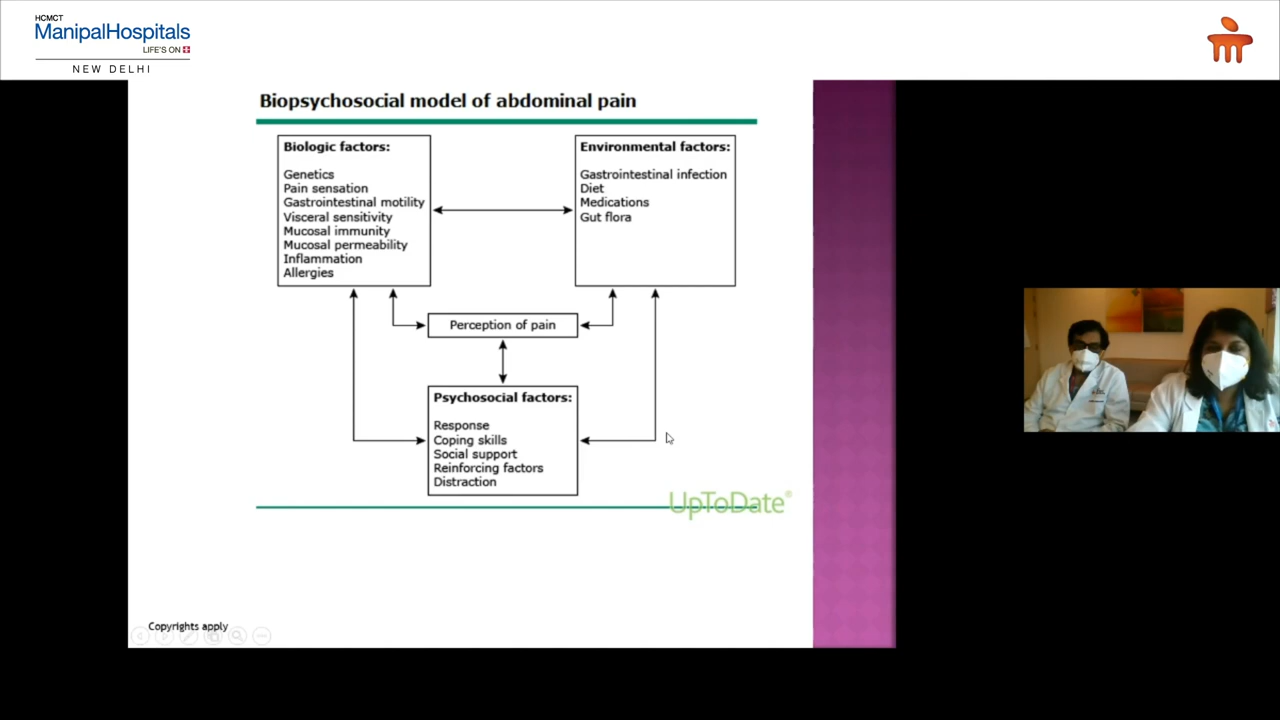 HCMCT
ManipalHospitals
LIFE'S ON
NEW DELHI
Biopsychosocial model of abdominal pain
Biologic factors:
Genetics
Pain sensation
Gastrointestinal motility
Visceral sensitivity
Mucosal immunity
Mucosal permeability
Inflammation
Allergies
Environmental factors:
Gastrointestinal infection
Diet
Medications
Gut flora
Perception of pain
Psychosocial factors:
Response
Coping skills
Social support
Reinforcing factors
Distraction
UpToDate®
Copyrights apply